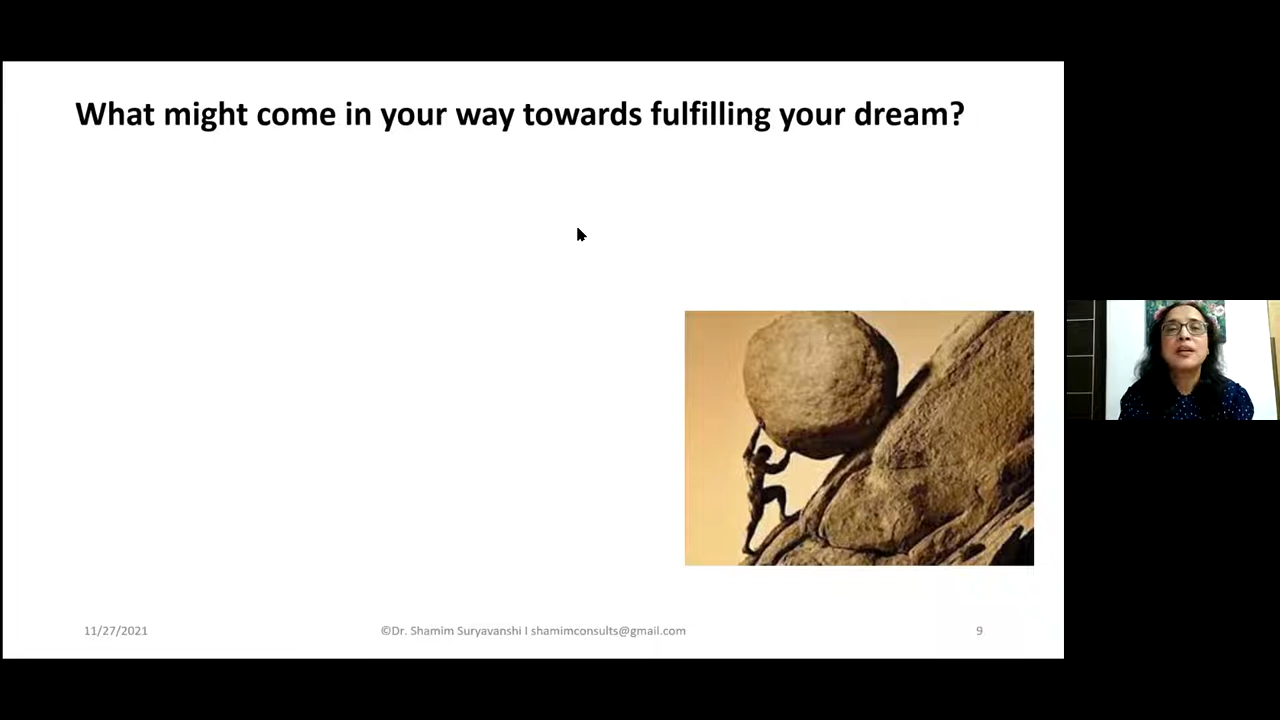 What might come in your way towards fulfilling your dream?
11/27/2021
©Dr. Shamim Suryavanshi I shamimconsults@gmail.com
9